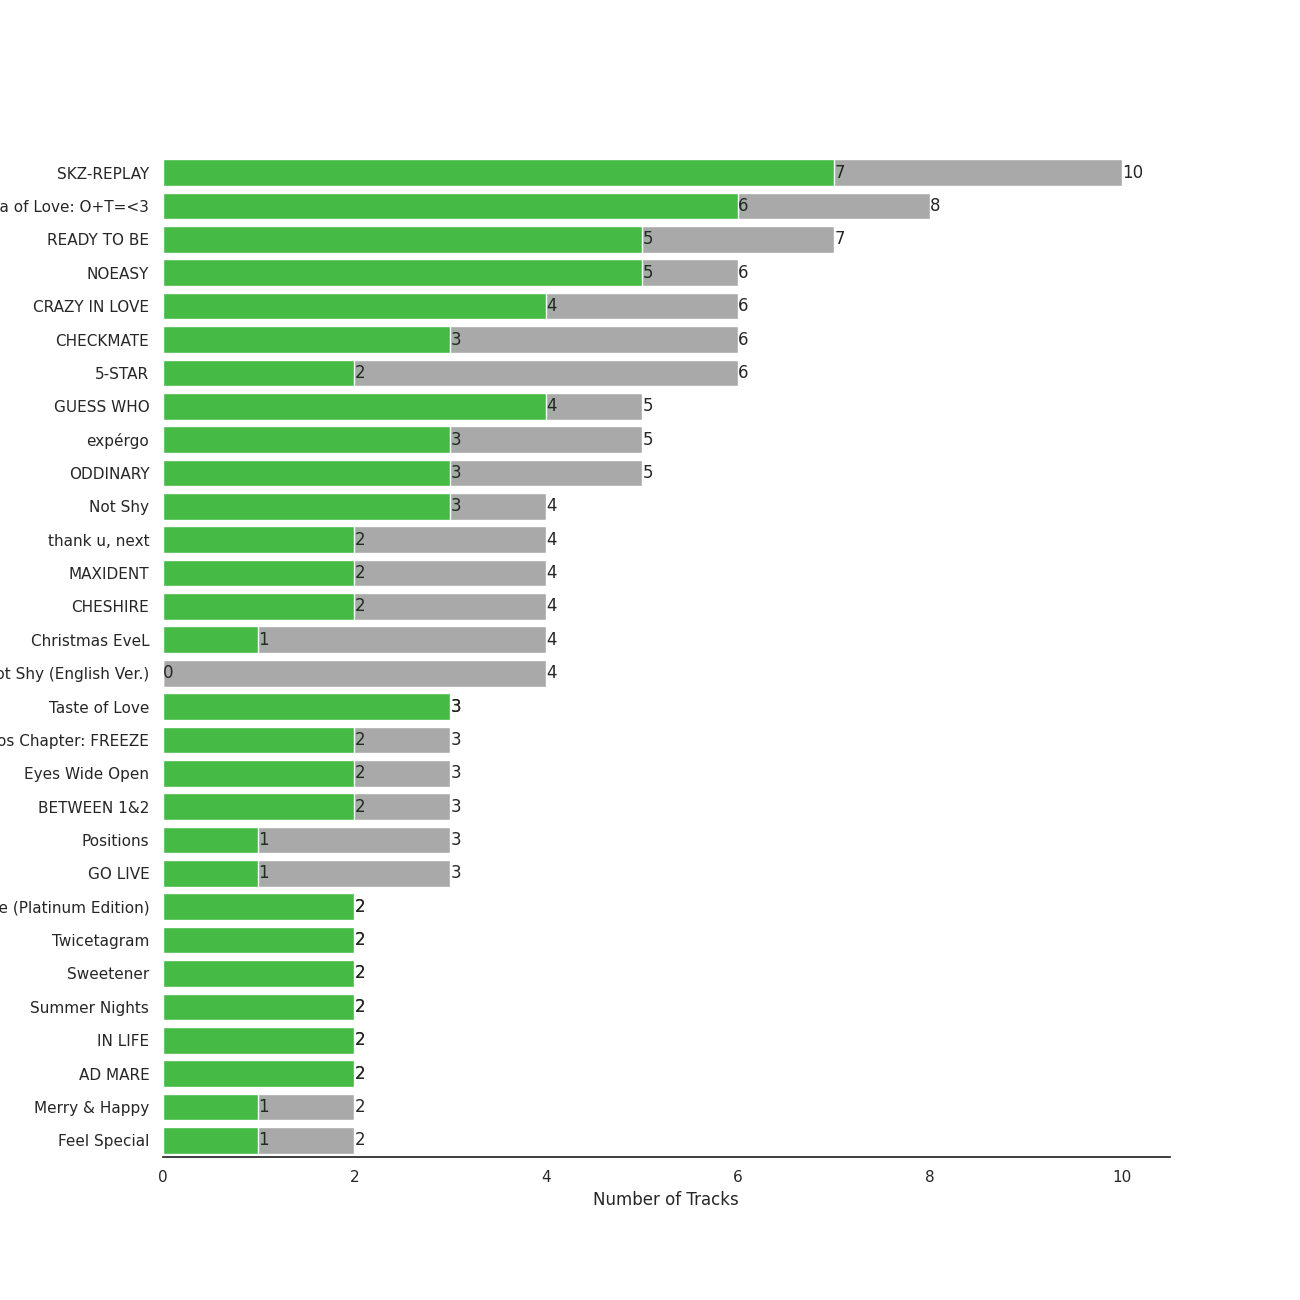 SKZ-REPLAY 7 10
a of Love: O+T=<3 6 8
READY TO BE 5 7
NOEASY 5 6
CRAZY IN LOVE 4 6
CHECKMATE 3 6
5-STAR 2 6
GUESS WHO 4 5
expérgo 3 5
ODDINARY 3 5
Not Shy 3 4
thank u, next 2 4
MAXIDENT 2 4
CHESHIRE 2 4
Christmas EveL 1 4
ot Shy (English Ver.) 0 4
Taste of Love 3
os Chapter: FREEZE 2 3
Eyes Wide Open 2 3
BETWEEN 1&2 2 3
Positions 1 3
GO LIVE 1 3
e (Platinum Edition) 2
Twicetagram 2
Sweetener 2
Summer Nights 2
IN LIFE 2
AD MARE 2
Merry & Happy 1 2
Feel Special 1 2
0 2 4 6 8 10
Number of Tracks